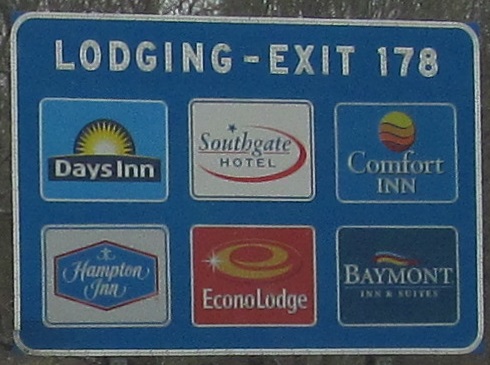 LODGING - EXIT 178
Days Inn
Southgate
HOTEL
Comfort
INN
Hampton
Inn
EconoLodge
BAYMONT
INN & SUITES